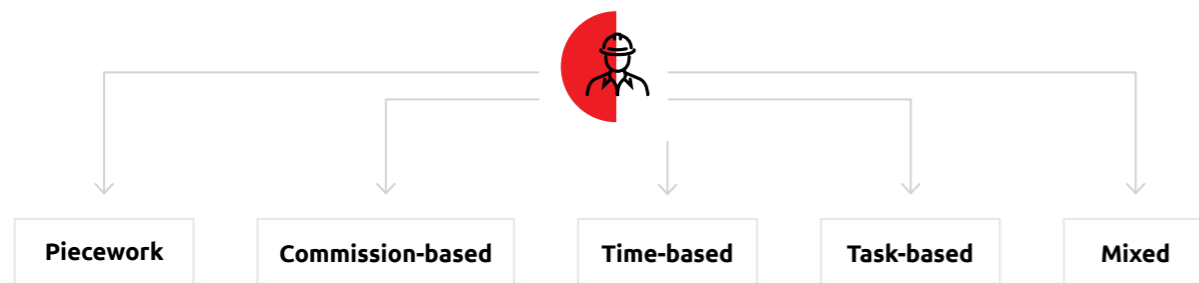 Piecework
Commission-based
Time-based
Task-based
Mixed